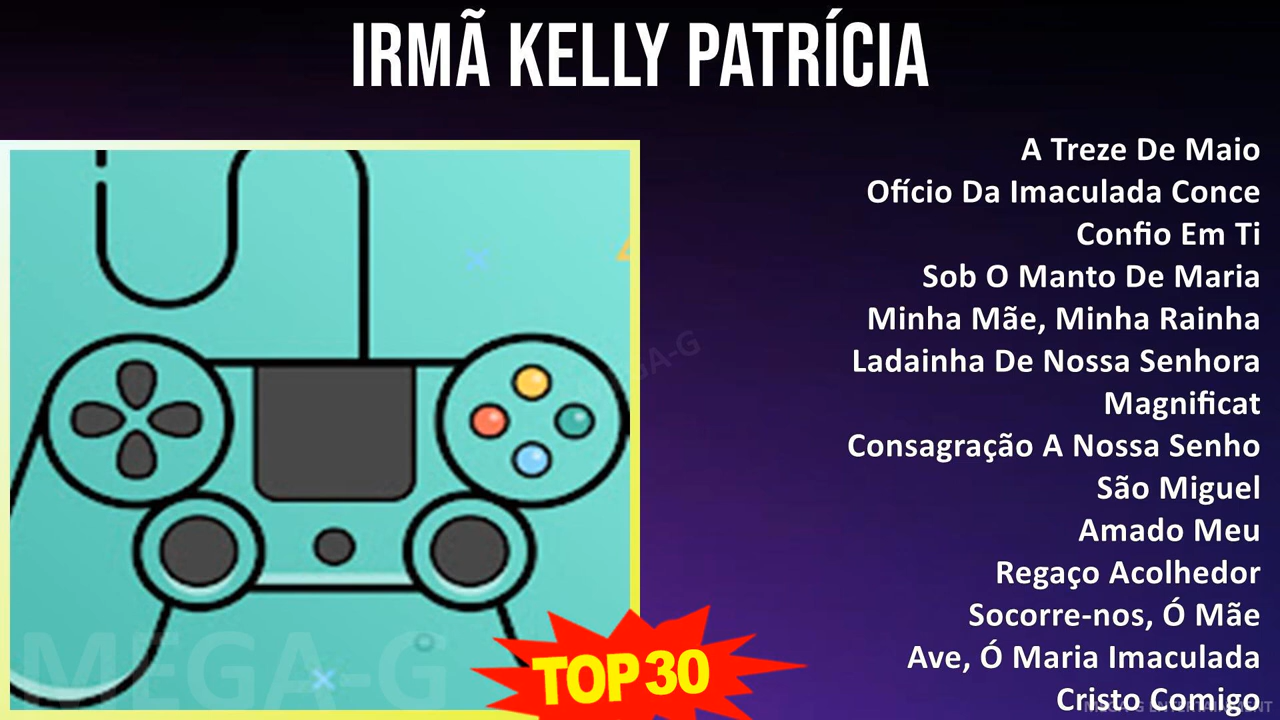 IRMÃ KELLY PATRÍCIA
A Treze De Maio
Ofício Da Imaculada Conce
Confio Em Ti
Sob O Manto De Maria
Minha Mãe, Minha Rainha
Ladainha De Nossa Senhora
Magnificat
Consagração A Nossa Senho
São Miguel
Amado Meu
Regaço Acolhedor
Socorre-nos, Ó Mãe
Ave, Ó Maria Imaculada
Cristo Comigo
TOP 30
MEGA-G
MEGA-G ENTERTAINMENT